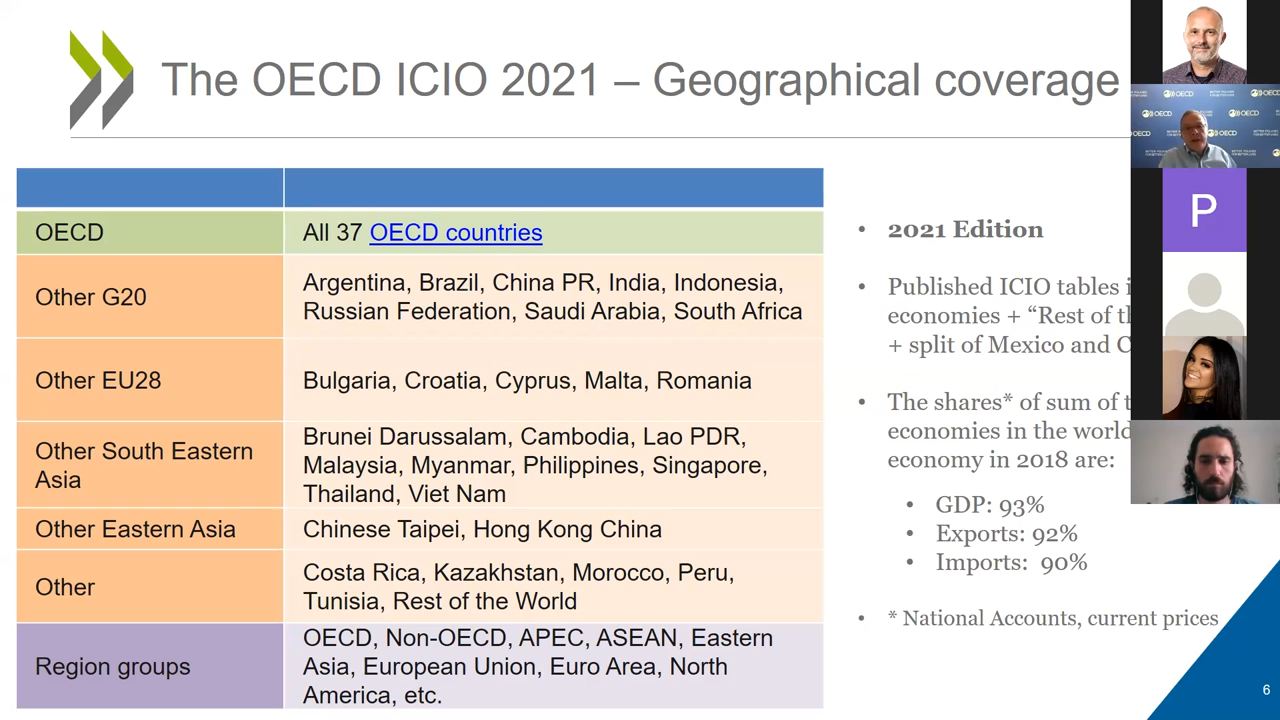 The OECD ICIO 2021 – Geographical coverage
OECD
All 37 OECD countries
Other G20
Argentina, Brazil, China PR, India, Indonesia,
Russian Federation, Saudi Arabia, South Africa
Other EU28
Bulgaria, Croatia, Cyprus, Malta, Romania
Other South Eastern
Asia
Brunei Darussalam, Cambodia, Lao PDR,
Malaysia, Myanmar, Philippines, Singapore,
Thailand, Viet Nam
Other Eastern Asia
Chinese Taipei, Hong Kong China
Other
Costa Rica, Kazakhstan, Morocco, Peru,
Tunisia, Rest of the World
Region groups
OECD, Non-OECD, APEC, ASEAN, Eastern
Asia, European Union, Euro Area, North
America, etc.
• 2021 Edition
• Published ICIO tables
economies + “Rest of
+ split of Mexico and
• The shares* of sum of
economies in the world
economy in 2018 are:
• GDP: 93%
• Exports: 92%
• Imports: 90%
• * National Accounts, current prices
6
P
OECD
OECD
OECD
OECD